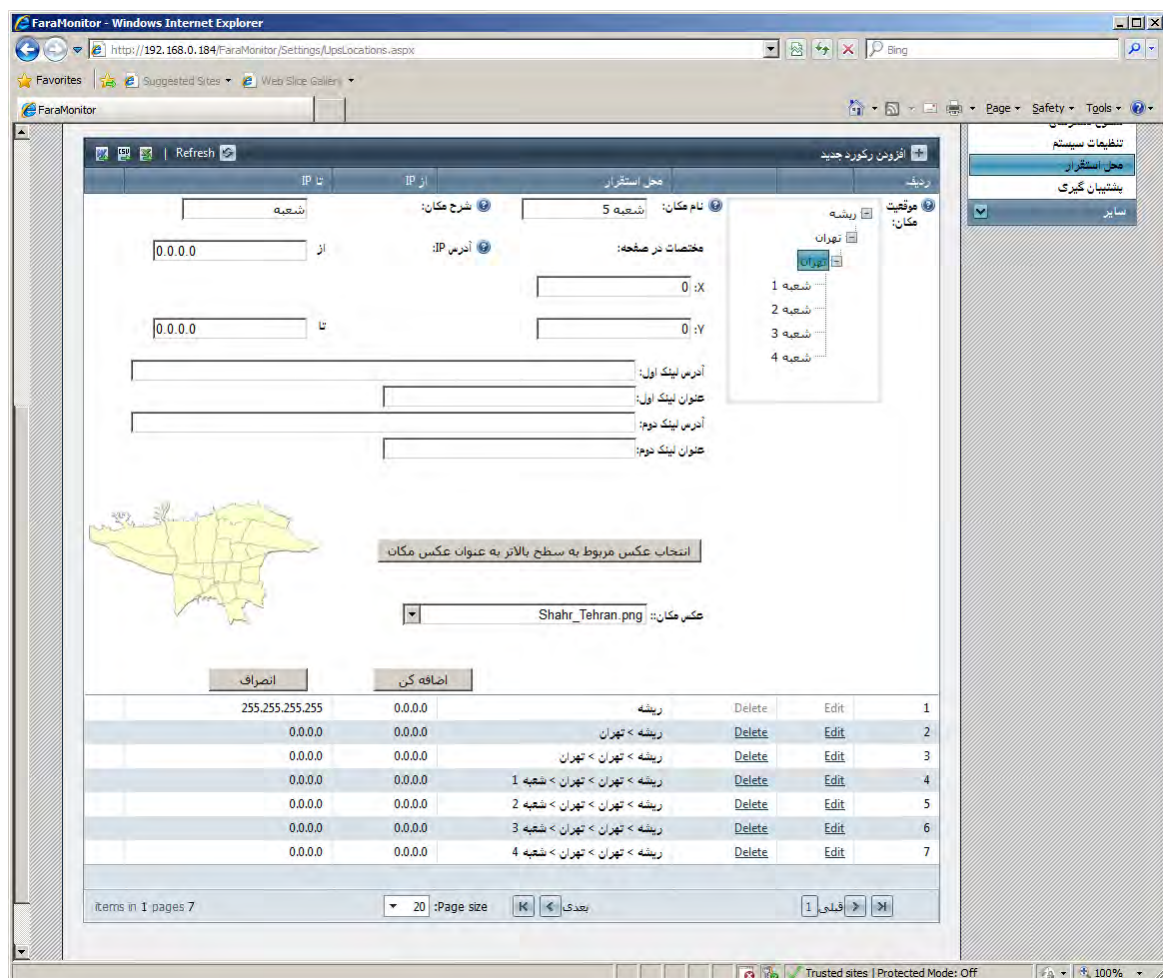 FaraMonitor - Windows Internet Explorer
http://192.168.0.184/FaraMonitor/Settings/UpsLocations.aspx
Bing
Favorites
Suggested Sites
Web Slice Gallery
FaraMonitor
Page
Safety
Tools
تنظیمات سیستم
محل استقرار
پشتیبان گیری
سایر
افزودن رکورد جدید
| Refresh
ردیف
محل استقرار
از IP
تا IP
موقعیت مکان:
ریشه
تهران
تهران
شعبه 1
شعبه 2
شعبه 3
شعبه 4
نام مکان: شعبه 5
شرح مکان: شعبه
مختصات در صفحه:
آدرس IP:
از 0.0.0.0
X: 0
Y: 0
تا 0.0.0.0
آدرس لینک اول:
عنوان لینک اول:
آدرس لینک دوم:
عنوان لینک دوم:
انتخاب عکس مربوط به سطح بالاتر به عنوان عکس مکان
عکس مکان:: Shahr_Tehran.png
اضافه کن
انصراف
1 Edit Delete ریشه 0.0.0.0 255.255.255.255
2 Edit Delete ریشه > تهران 0.0.0.0 0.0.0.0
3 Edit Delete ریشه > تهران > تهران 0.0.0.0 0.0.0.0
4 Edit Delete ریشه > تهران > تهران > شعبه 1 0.0.0.0 0.0.0.0
5 Edit Delete ریشه > تهران > تهران > شعبه 2 0.0.0.0 0.0.0.0
6 Edit Delete ریشه > تهران > تهران > شعبه 3 0.0.0.0 0.0.0.0
7 Edit Delete ریشه > تهران > تهران > شعبه 4 0.0.0.0 0.0.0.0
قبلی 1
بعدی
Page size: 20
items in 1 pages 7
Trusted sites | Protected Mode: Off
100%